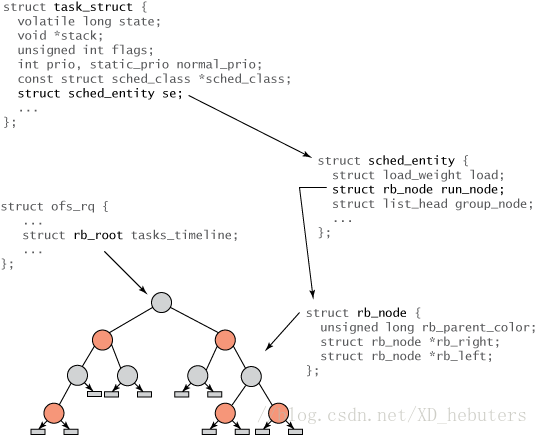 struct task_struct {
volatile long state;
void *stack;
unsigned int flags;
int prio, static_prio normal_prio;
const struct sched_class *sched_class;
struct sched_entity se;
...
};
struct sched_entity {
struct load_weight load;
struct rb_node run_node;
struct list_head group_node;
...
};
struct ofs_rq {
...
struct rb_root tasks_timeline;
...
};
struct rb_node {
unsigned long rb_parent_color;
struct rb_node *rb_right;
struct rb_node *rb_left;
};
//blog.csdn.net/XD_hebuters